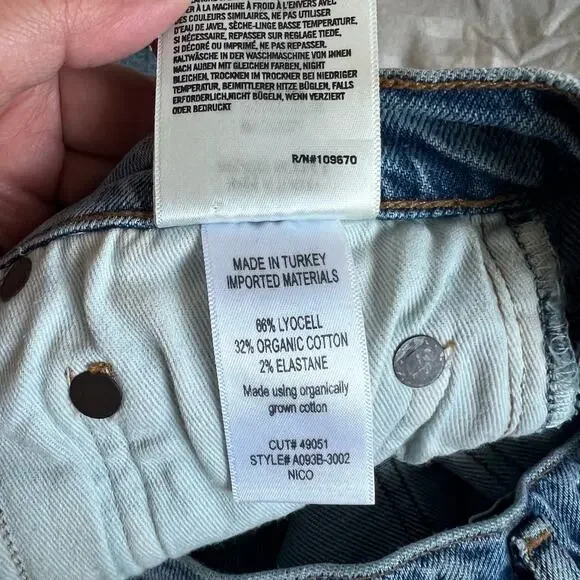 À LA MACHINE À FROID À L'ENVERS AVEC
DES COULEURS SIMILAIRES, NE PAS UTILISER
D'EAU DE JAVEL, SÈCHE-LINGE BASSE TEMPÉRATURE,
SI NÉCESSAIRE, REPASSER SUR REGLAGE TIEDE,
SI DÉCORÉ OU IMPRIMÉ, NE PAS REPASSER.
KALTWÄSCHE IN DER WASCHMASCHINE VON INNEN
NACH AUßEN MIT GLEICHEN FARBEN, NIGHT
BLEICHEN, TROCKNEN IM TROCKNER BEI NIEDRIGER
TEMPERATUR, BEIMITTLERER HITZE BÜGELN, FALLS
ERFORDERLICH,NICHT BÜGELN, WENN VERZIERT
ODER BEDRUCKT
R/N#109670
MADE IN TURKEY
IMPORTED MATERIALS
66% LYOCELL
32% ORGANIC COTTON
2% ELASTANE
Made using organically
grown cotton
CUT# 49051
STYLE# A093B-3002
NICO